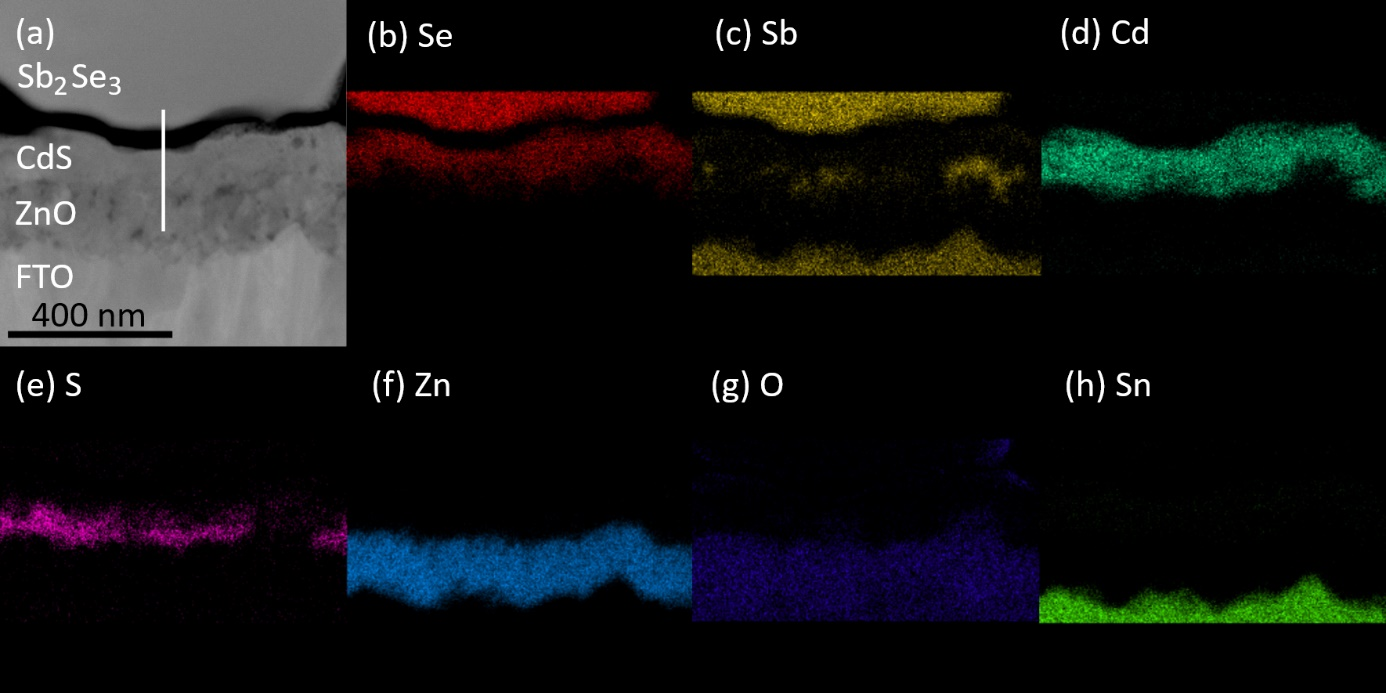 (a)
Sb₂Se₃
CdS
ZnO
FTO
400 nm
(b) Se
(c) Sb
(d) Cd
(e) S
(f) Zn
(g) O
(h) Sn